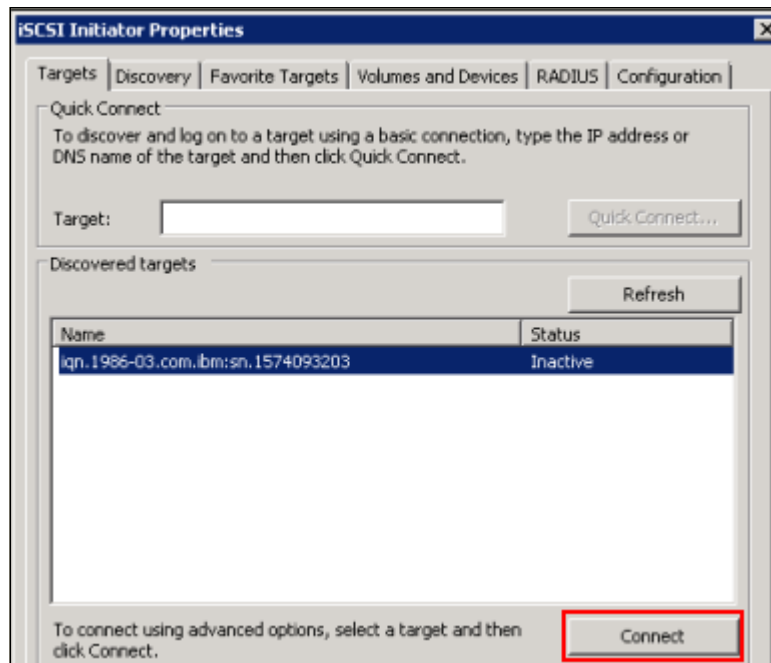 iSCSI Initiator Properties
Targets Discovery Favorite Targets Volumes and Devices RADIUS Configuration
Quick Connect
To discover and log on to a target using a basic connection, type the IP address or
DNS name of the target and then click Quick Connect.
Target:
Quick Connect...
Discovered targets
Refresh
Name Status
iqn.1986-03.com.ibm:sn.1574093203 Inactive
To connect using advanced options, select a target and then
click Connect.
Connect